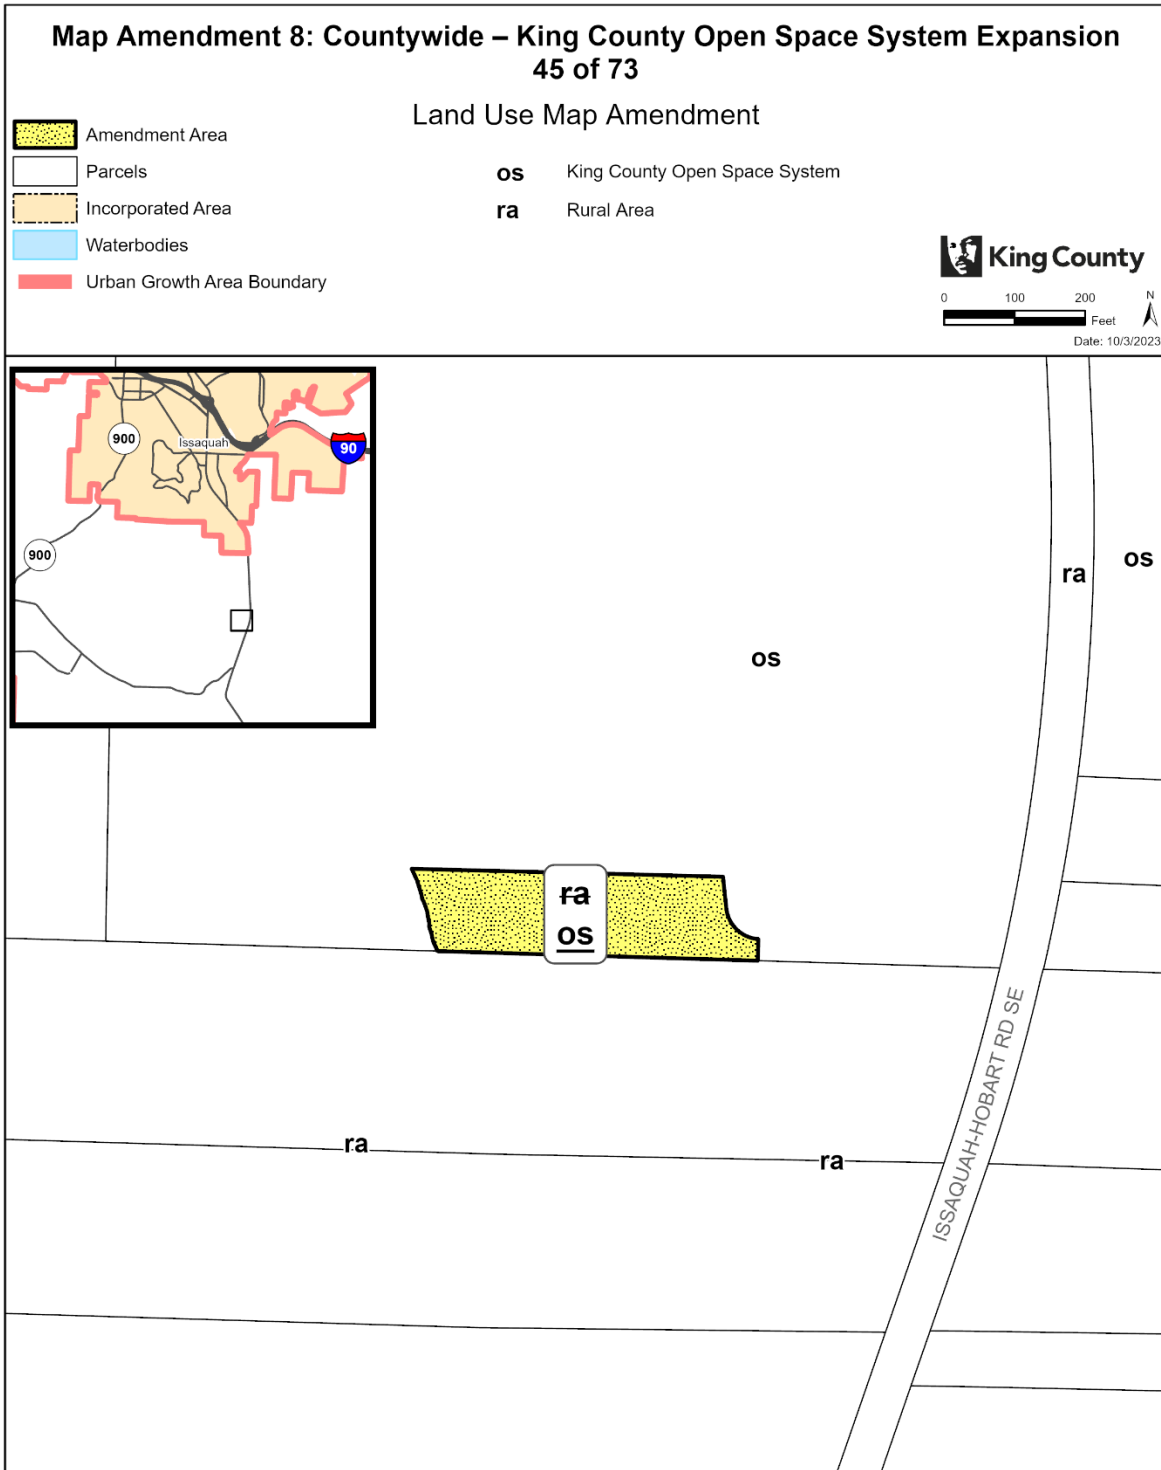 Map Amendment 8: Countywide – King County Open Space System Expansion
45 of 73
Land Use Map Amendment
Amendment Area
Parcels
Incorporated Area
Waterbodies
Urban Growth Area Boundary
os King County Open Space System
ra Rural Area
King County
0 100 200
Feet
N
Date: 10/3/2023
900
Issaquah
90
900
ra
os
os
ra
os
ISSAQUAH-HOBART RD SE
ra
ra